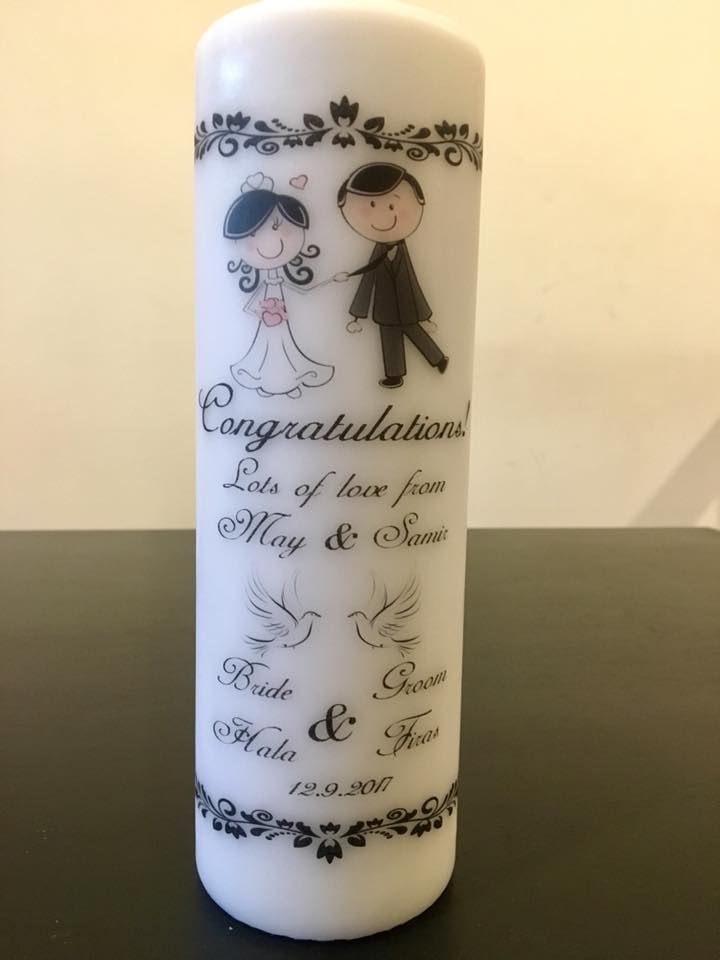 Congratulations!
Lots of love from
May & Samir
Bride Groom
&
Hala Firas
12.9.2017